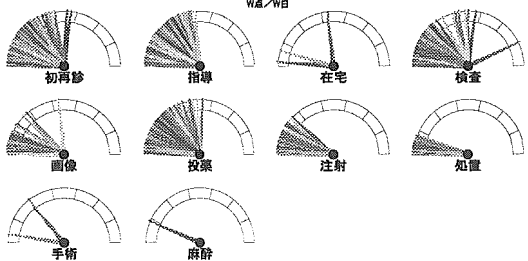 W点/W日
初再診 指導 在宅 検査
画像 投薬 注射 処置
手術 麻酔